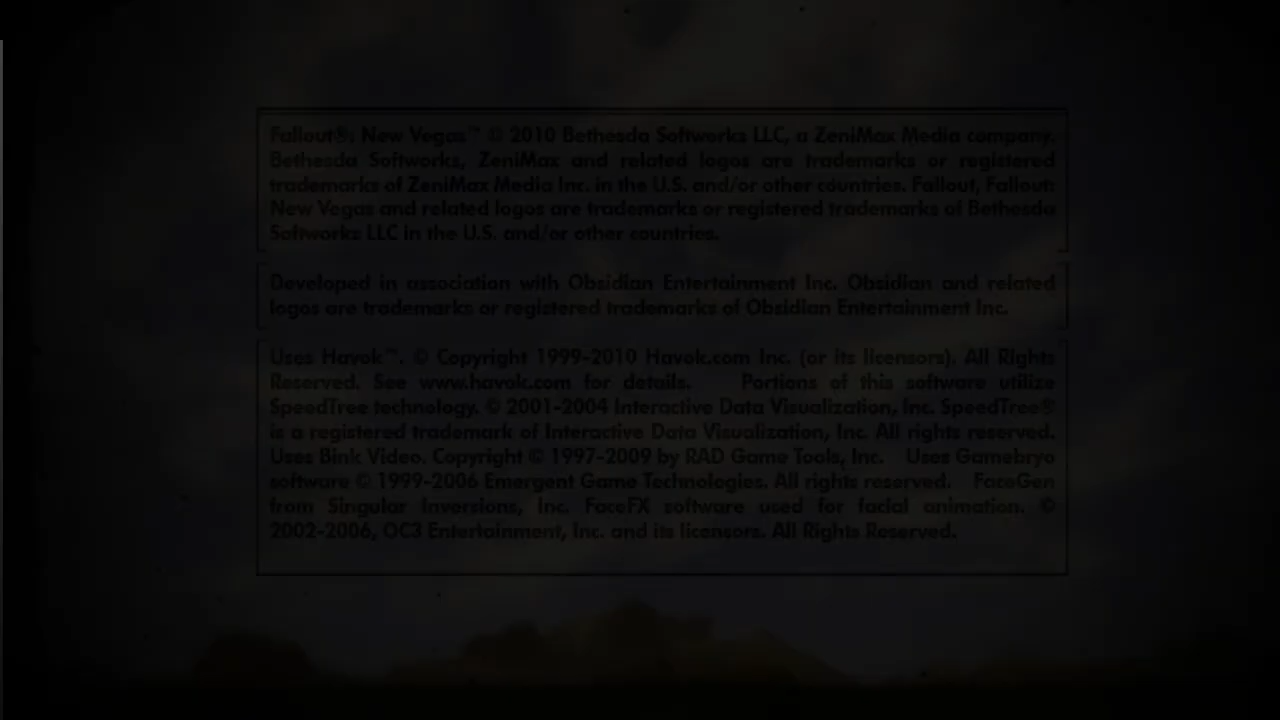 Fallout®: New Vegas™ © 2010 Bethesda Softworks LLC, a ZeniMax Media company.
Bethesda Softworks, ZeniMax and related logos are trademarks or registered
trademarks of ZeniMax Media Inc. in the U.S. and/or other countries. Fallout, Fallout:
New Vegas and related logos are trademarks or registered trademarks of Bethesda
Softworks LLC in the U.S. and/or other countries.
Developed in association with Obsidian Entertainment Inc. Obsidian and related
logos are trademarks or registered trademarks of Obsidian Entertainment Inc.
Uses Havok™. © Copyright 1999-2010 Havok.com Inc. (or its licensors). All Rights
Reserved. See www.havok.com for details. Portions of this software utilize
SpeedTree technology. © 2001-2004 Interactive Data Visualization, Inc. SpeedTree®
is a registered trademark of Interactive Data Visualization, Inc. All rights reserved.
Uses Bink Video. Copyright © 1997-2009 by RAD Game Tools, Inc. Uses Gamebryo
software © 1999-2006 Emergent Game Technologies. All rights reserved. FaceGen
from Singular Inversions, Inc. FaceFX software used for facial animation. ©
2002-2006, OC3 Entertainment, Inc. and its licensors. All Rights Reserved.